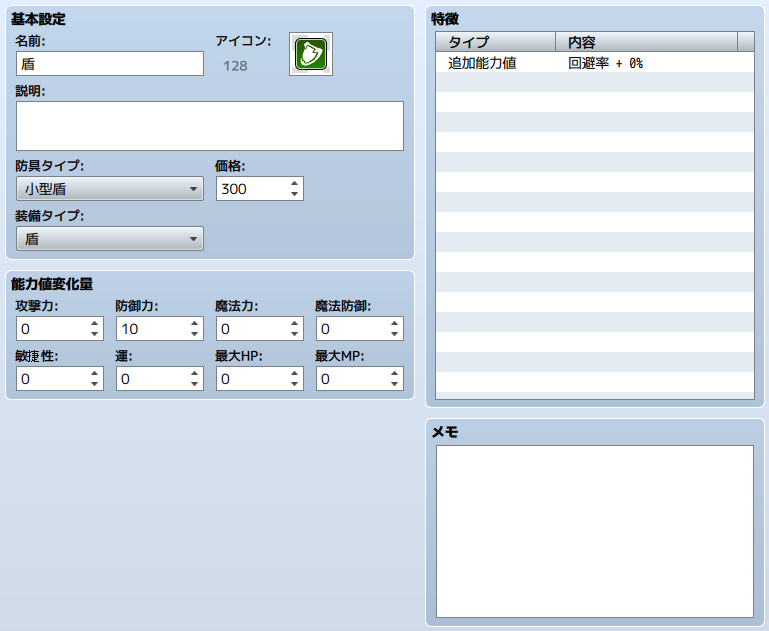 基本設定
名前:
アイコン:
盾
128
説明:
防具タイプ:
価格:
小型盾
300
装備タイプ:
盾
能力値変化量
攻撃力:
防御力:
魔法力:
魔法防御:
0
10
0
0
敏捷性:
運:
最大HP:
最大MP:
0
0
0
0
特徴
タイプ
内容
追加能力値
回避率 + 0%
メモ